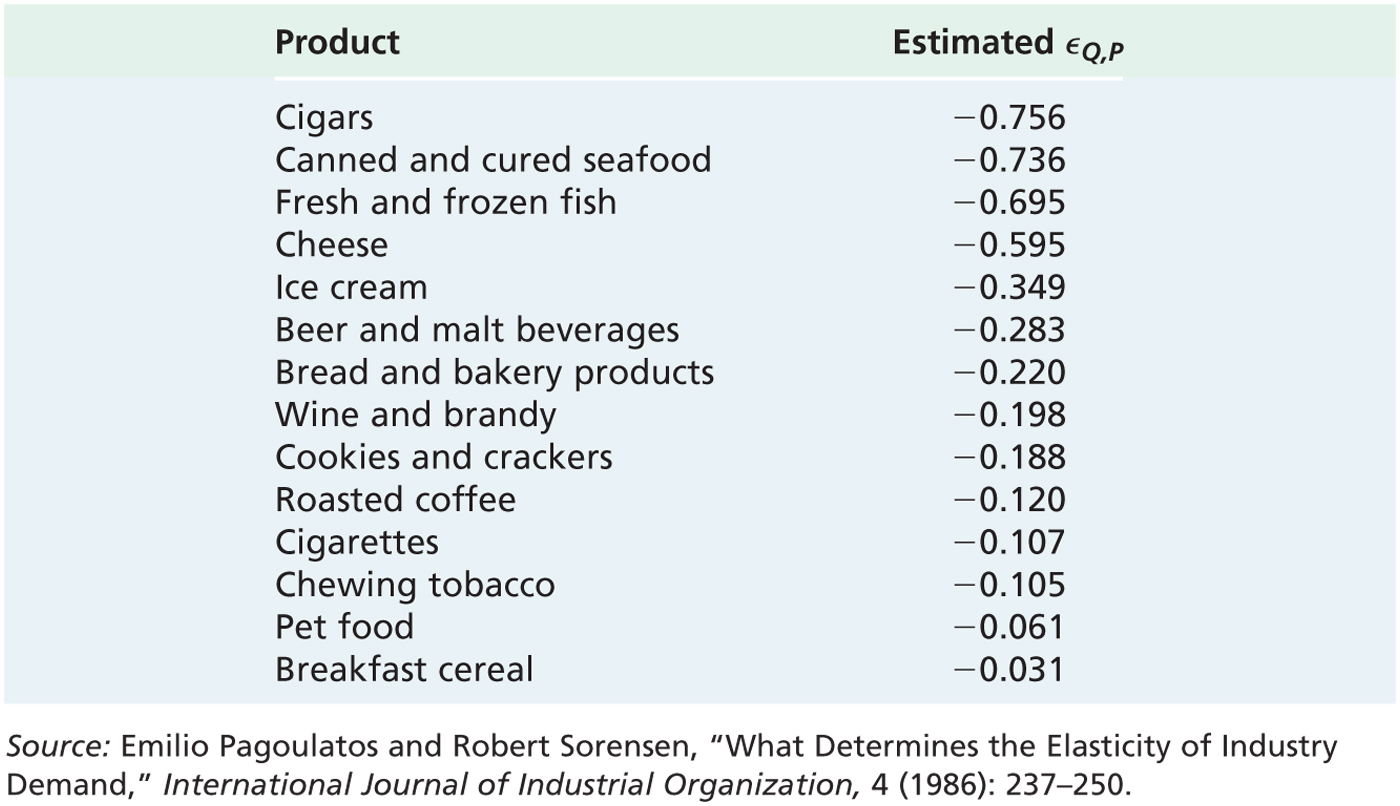 Product Estimated ϵQ,P
Cigars −0.756
Canned and cured seafood −0.736
Fresh and frozen fish −0.695
Cheese −0.595
Ice cream −0.349
Beer and malt beverages −0.283
Bread and bakery products −0.220
Wine and brandy −0.198
Cookies and crackers −0.188
Roasted coffee −0.120
Cigarettes −0.107
Chewing tobacco −0.105
Pet food −0.061
Breakfast cereal −0.031
Source: Emilio Pagoulatos and Robert Sorensen, “What Determines the Elasticity of Industry
Demand,” International Journal of Industrial Organization, 4 (1986): 237–250.